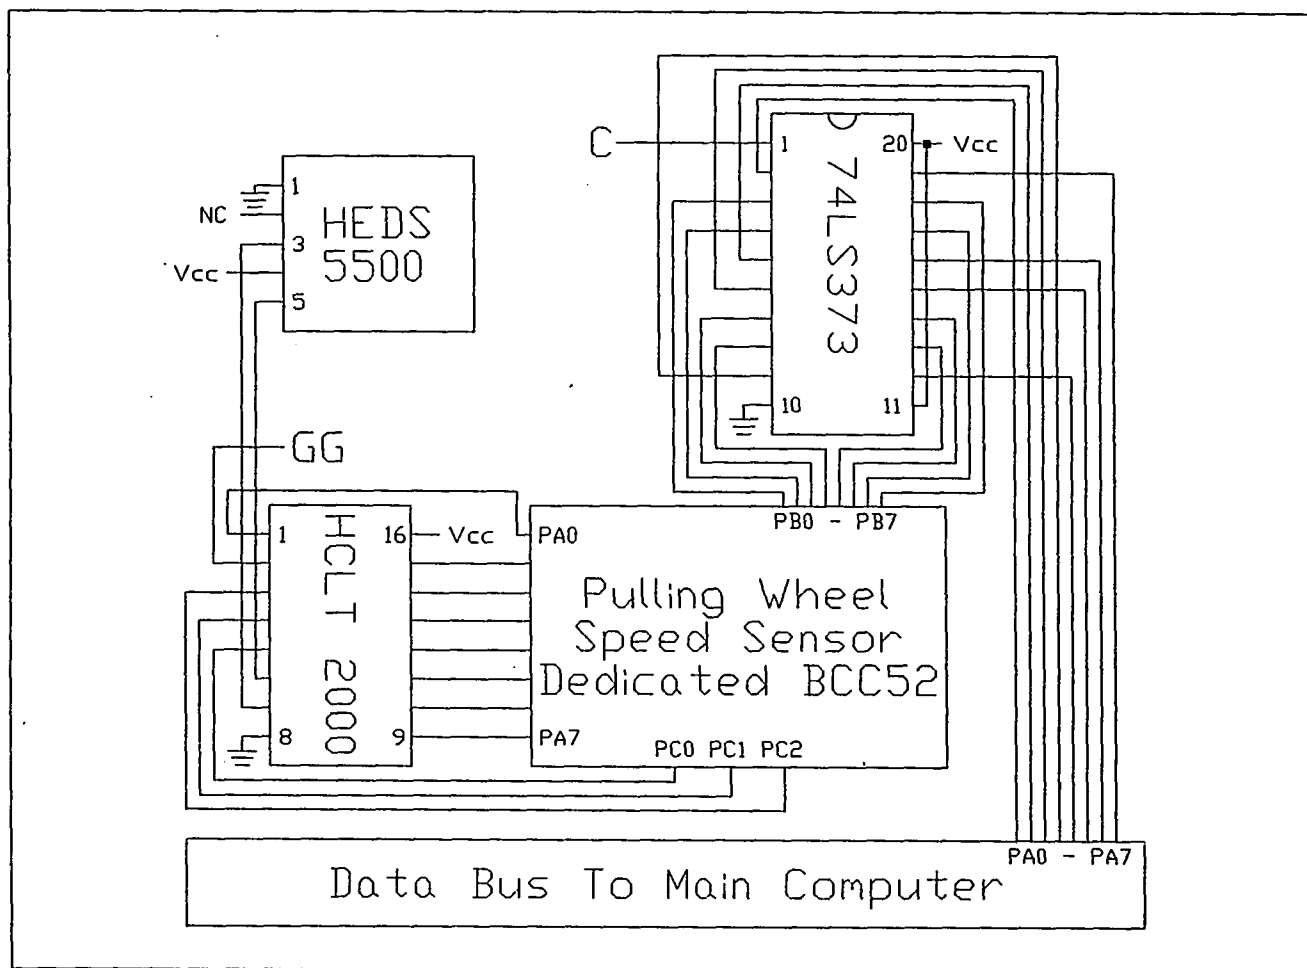 C
1
20
Vcc
74LS373
10
11
1
NC
HEDS
3
5500
Vcc
5
GG
1
16
Vcc
HCLT 2000
8
9
PA0
PB0 - PB7
Pulling Wheel
Speed Sensor
Dedicated BCC52
PA7
PC0 PC1 PC2
PA0 - PA7
Data Bus To Main Computer